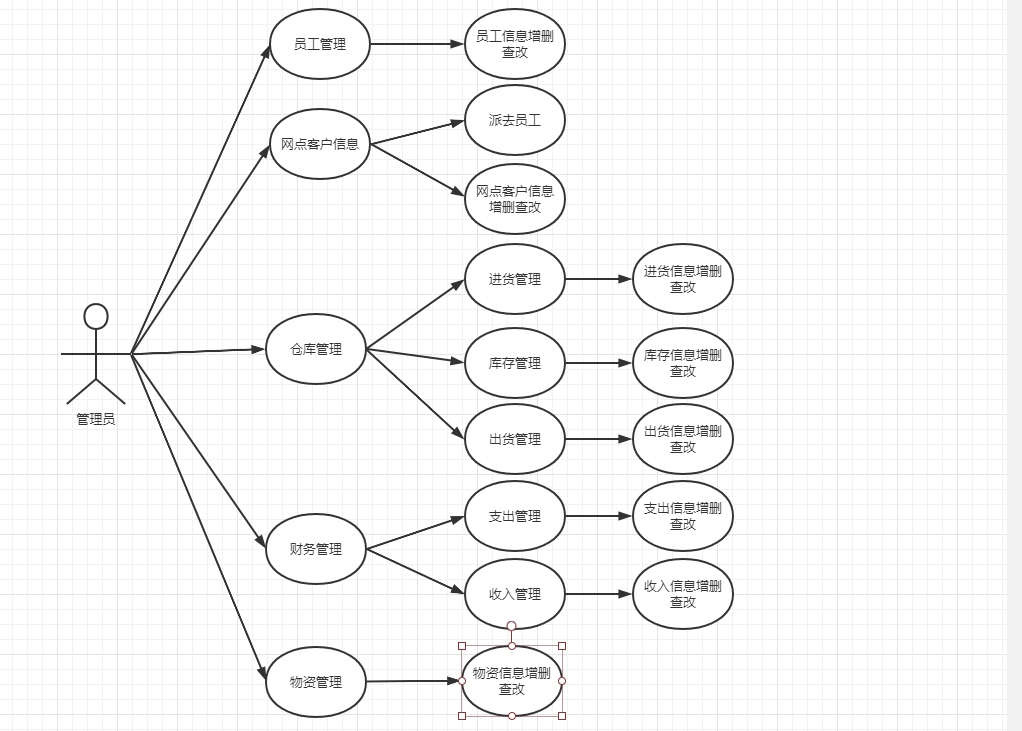 员工管理
员工信息增删
查改
网点客户信息
派去员工
网点客户信息
增删查改
管理员
仓库管理
进货管理
进货信息增删
查改
库存管理
库存信息增删
查改
出货管理
出货信息增删
查改
财务管理
支出管理
支出信息增删
查改
收入管理
收入信息增删
查改
物资管理
物资信息增删
查改